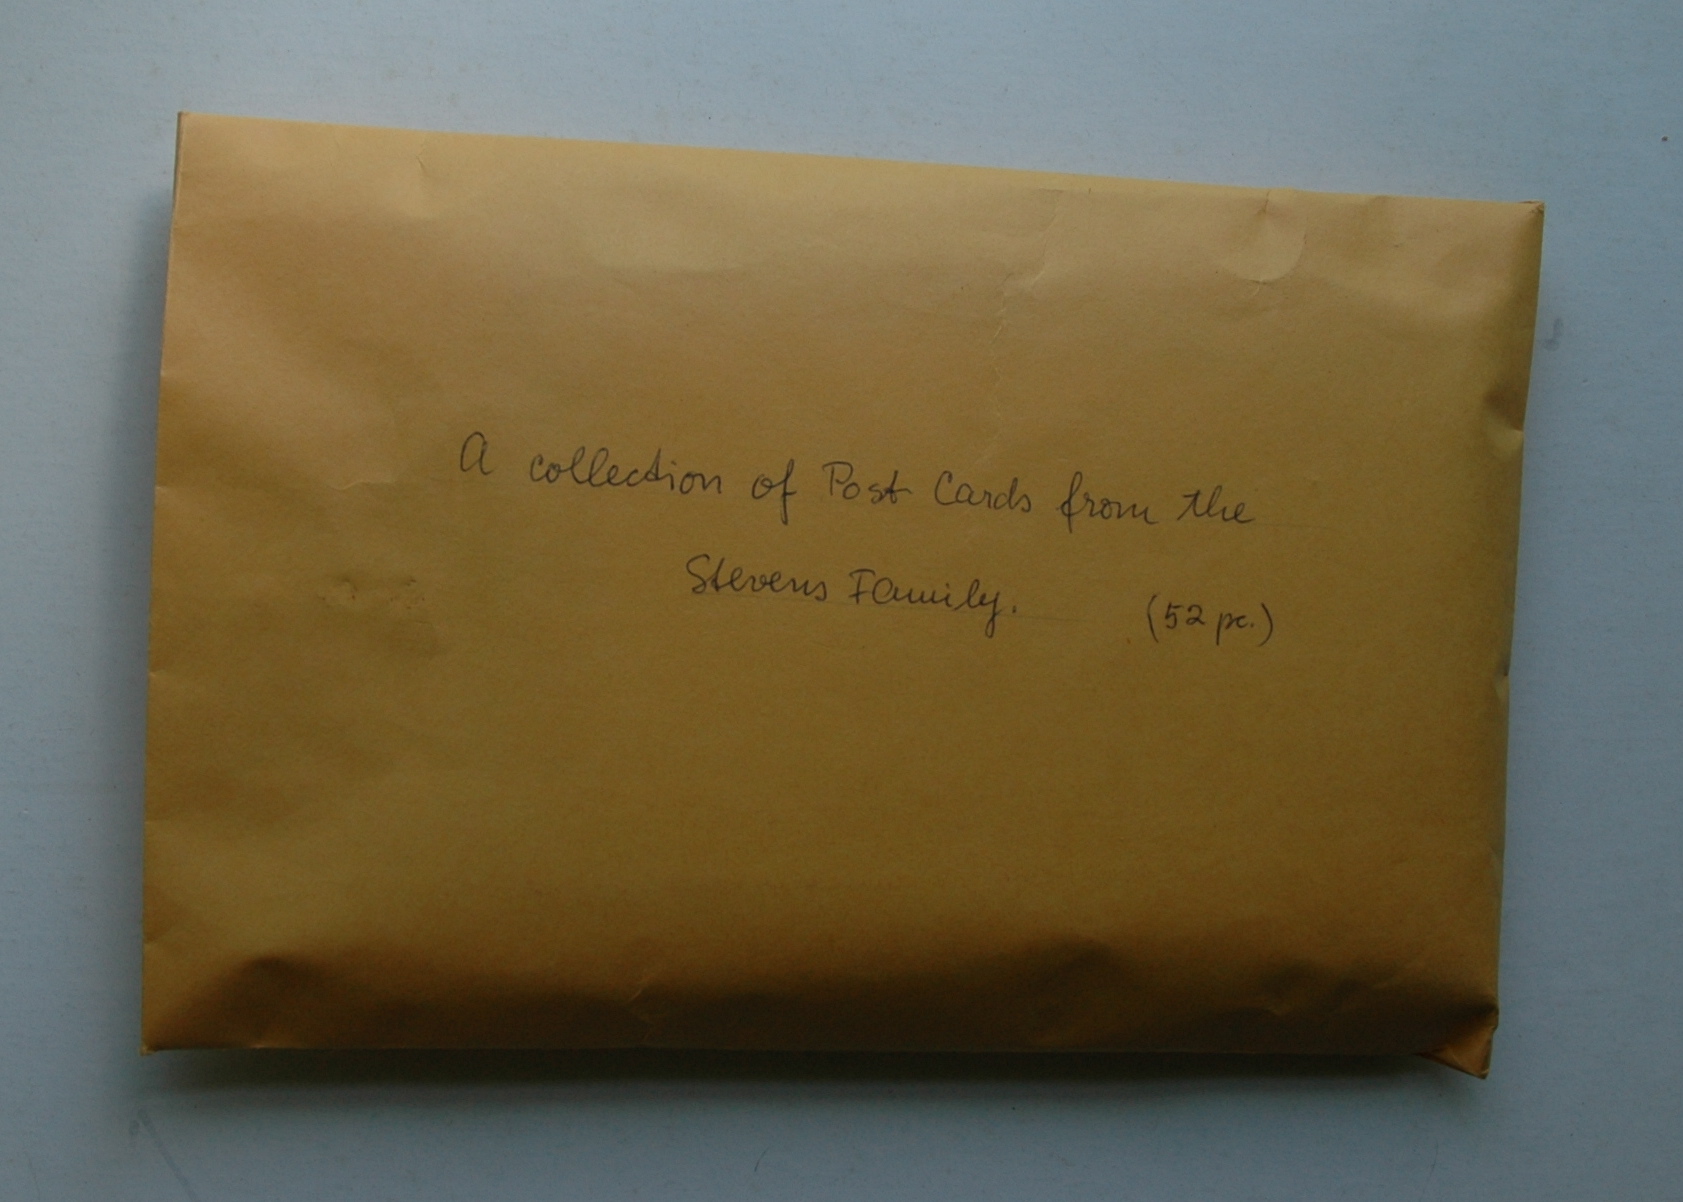 A collection of Post Cards from the
Stevens Family. (52 pc.)